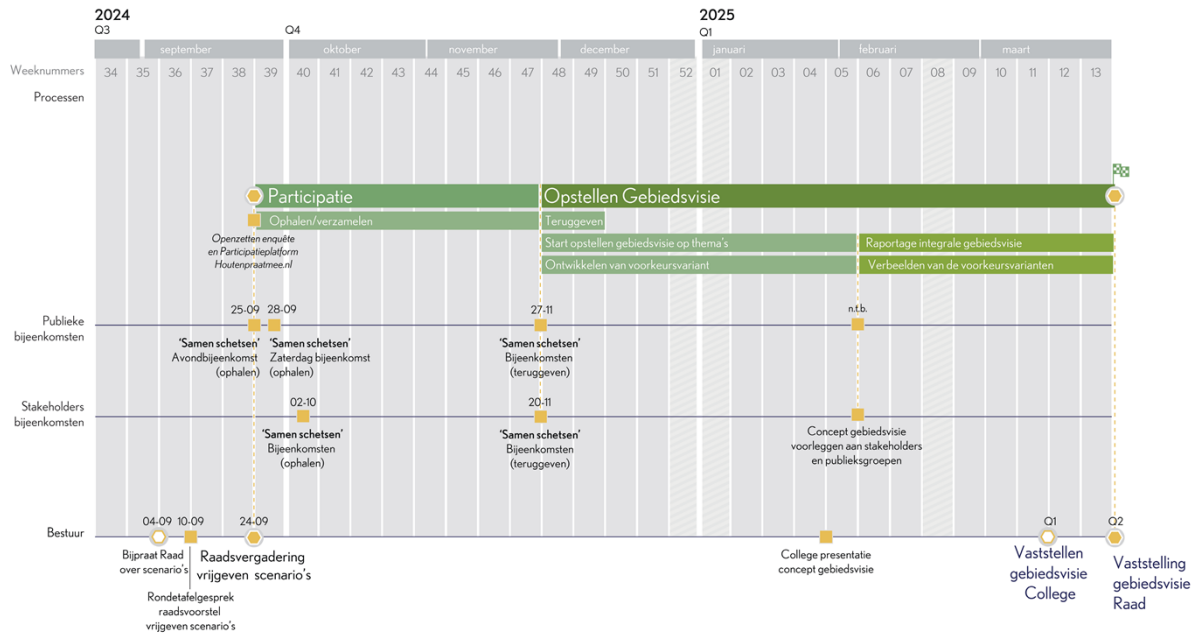 2024
2025
Q3
Q4
Q1
september
oktober
november
december
januari
februari
maart
Weeknummers
34 35 36 37 38 39 40 41 42 43 44 45 46 47 48 49 50 51 52 01 02 03 04 05 06 07 08 09 10 11 12 13
Processen
Participatie
Opstellen Gebiedsvisie
Ophalen/verzamelen
Teruggeven
Openzetten enquête
en Participatieplatform
Houtenpraatmee.nl
Start opstellen gebiedsvisie op thema's
Raportage integrale gebiedsvisie
Ontwikkelen van voorkeursvariant
Verbeelden van de voorkeursvarianten
Publieke
bijeenkomsten
25-09
28-09
27-11
n.t.b.
'Samen schetsen'
Avondbijeenkomst
(ophalen)
'Samen schetsen'
Zaterdag bijeenkomst
(ophalen)
'Samen schetsen'
Bijeenkomsten
(teruggeven)
Stakeholders
bijeenkomsten
02-10
20-11
'Samen schetsen'
Bijeenkomsten
(ophalen)
'Samen schetsen'
Bijeenkomsten
(teruggeven)
Concept gebiedsvisie
voorleggen aan stakeholders
en publieksgroepen
Bestuur
04-09
10-09
24-09
Q1
Q2
Bijpraat Raad
over scenario's
Rondetafelgesprek
raadsvoorstel
vrijgeven scenario's
Raadsvergadering
vrijgeven scenario's
College presentatie
concept gebiedsvisie
Vaststellen
gebiedsvisie
College
Vaststelling
gebiedsvisie
Raad